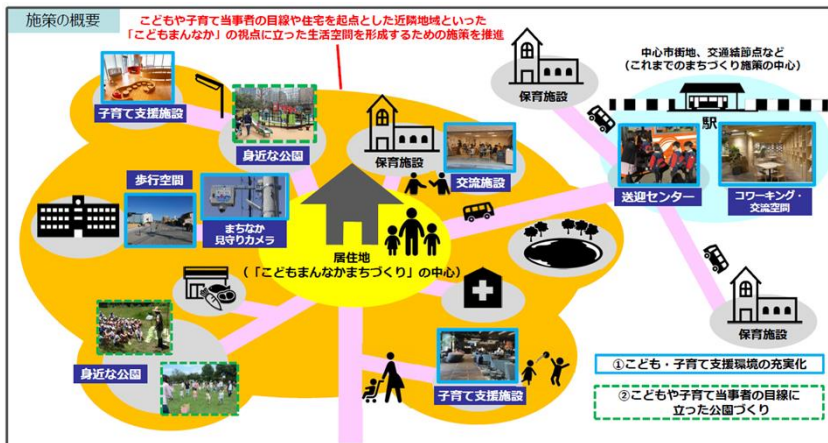 施策の概要
こどもや子育て当事者の目線や住宅を起点とした近隣地域といった
「こどもまんなか」の視点に立った生活空間を形成するための施策を推進
中心市街地、交通結節点など
(これまでのまちづくり施策の中心)
保育施設
駅
子育て支援施設
身近な公園
保育施設
交流施設
送迎センター
コワーキング・
交流空間
歩行空間
まちなか
見守りカメラ
居住地
(「こどもまんなかまちづくり」の中心)
保育施設
身近な公園
子育て支援施設
①こども・子育て支援環境の充実化
②こどもや子育て当事者の目線に
立った公園づくり